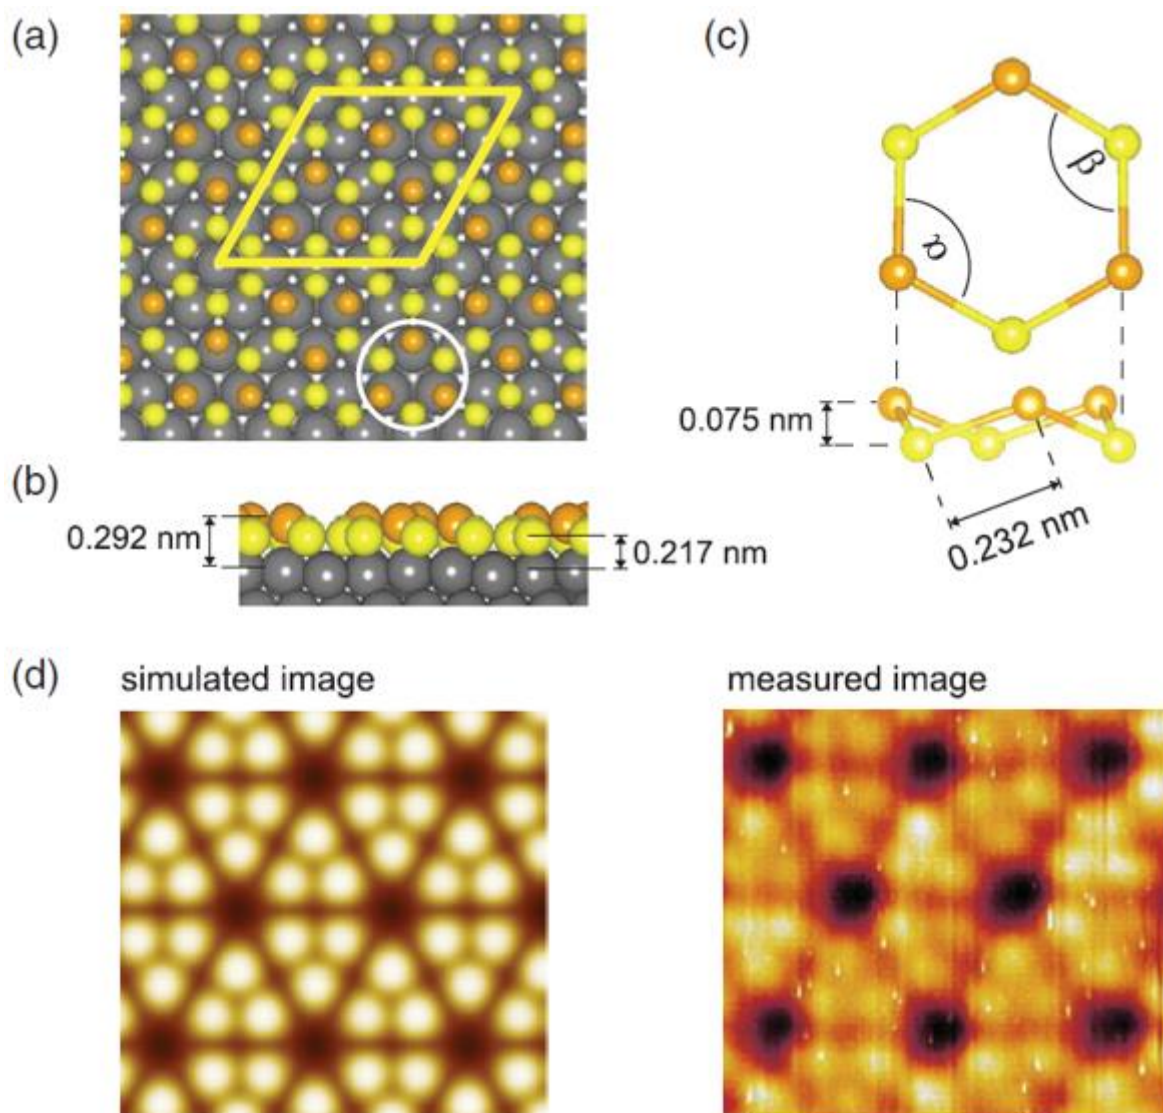 (a)
(c)
β
α
0.075 nm
0.232 nm
(b)
0.292 nm
0.217 nm
(d)
simulated image
measured image